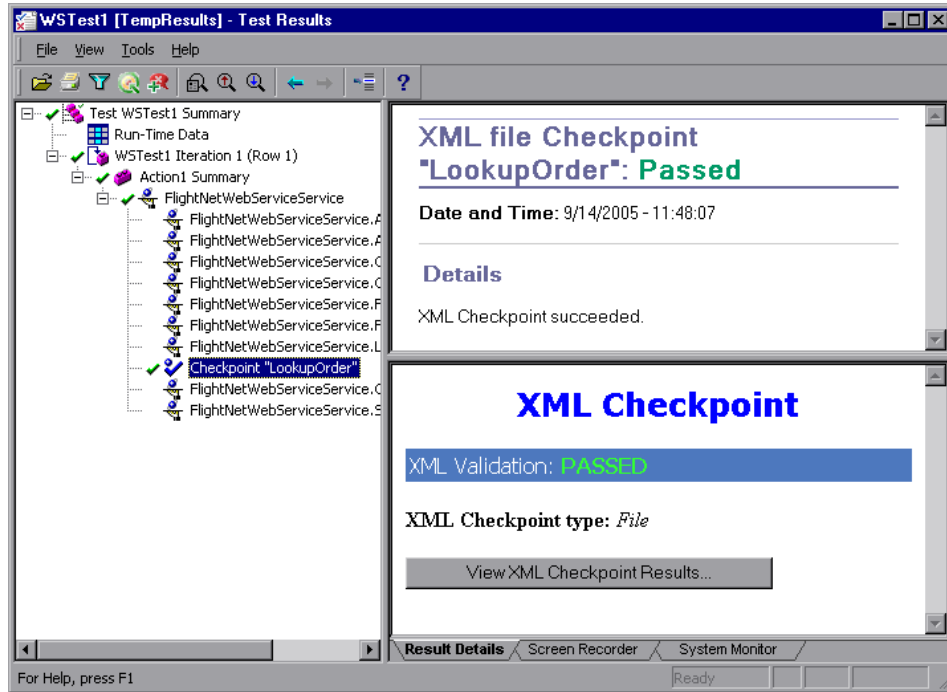 WSTest1 [TempResults] - Test Results
File View Tools Help
?
Test WSTest1 Summary
Run-Time Data
WSTest1 Iteration 1 (Row 1)
Action1 Summary
FlightNetWebServiceService
FlightNetWebServiceService.A
FlightNetWebServiceService.A
FlightNetWebServiceService.C
FlightNetWebServiceService.C
FlightNetWebServiceService.F
FlightNetWebServiceService.F
FlightNetWebServiceService.L
Checkpoint "LookupOrder"
FlightNetWebServiceService.C
FlightNetWebServiceService.S
XML file Checkpoint
"LookupOrder": Passed
Date and Time: 9/14/2005 - 11:48:07
Details
XML Checkpoint succeeded.
XML Checkpoint
XML Validation: PASSED
XML Checkpoint type: File
View XML Checkpoint Results...
Result Details Screen Recorder System Monitor
For Help, press F1
Ready